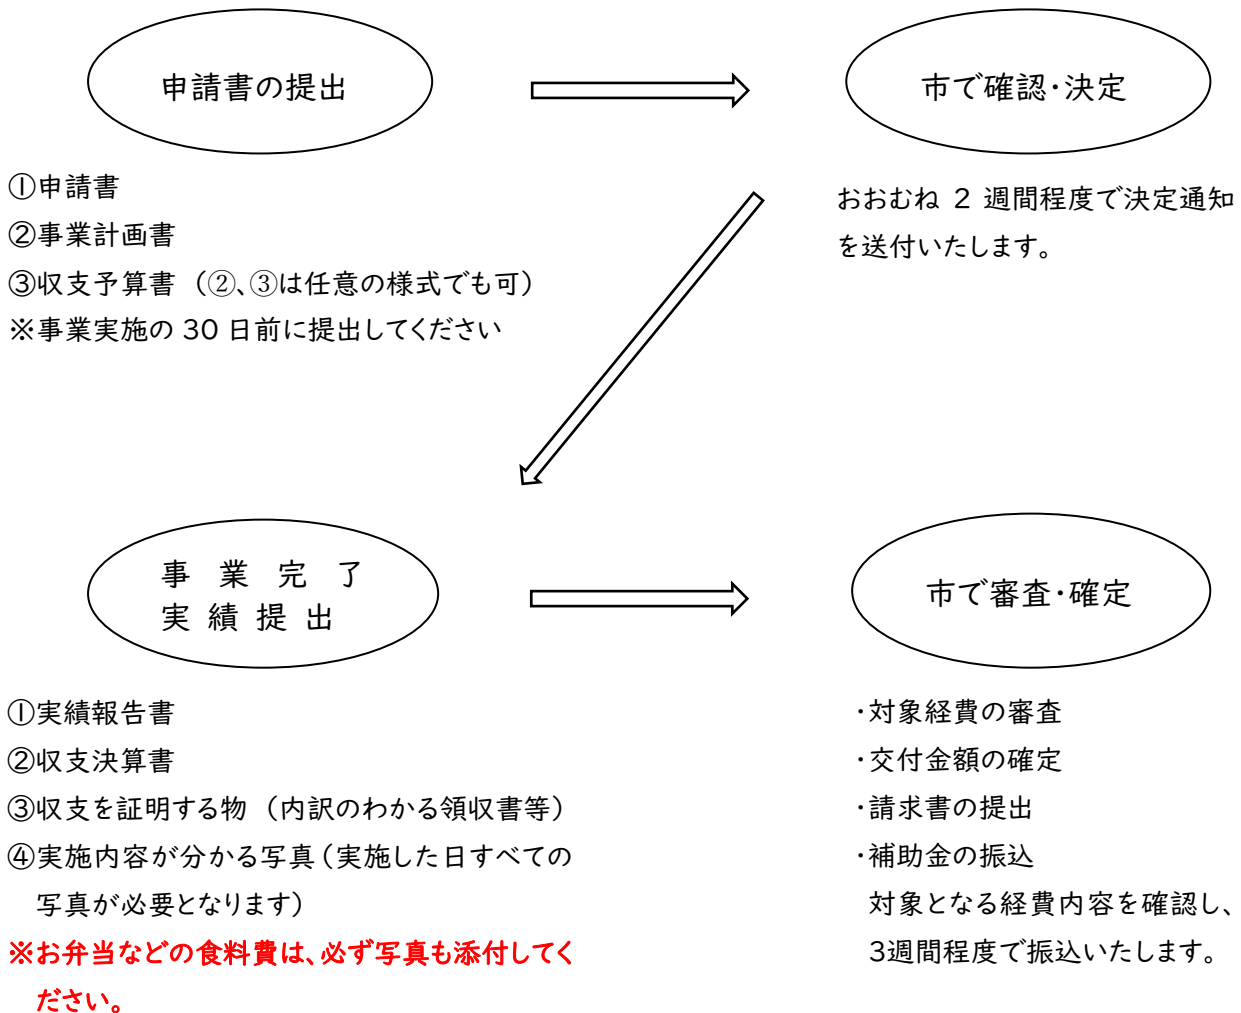 申請書の提出
市で確認・決定
①申請書
②事業計画書
③収支予算書（②、③は任意の様式でも可）
※事業実施の 30 日前に提出してください
おおむね 2 週間程度で決定通知
を送付いたします。
事 業 完 了
実 績 提 出
市で審査・確定
①実績報告書
②収支決算書
③収支を証明する物（内訳のわかる領収書等）
④実施内容が分かる写真（実施した日すべての
写真が必要となります）
※お弁当などの食料費は、必ず写真も添付してく
ださい。
・対象経費の審査
・交付金額の確定
・請求書の提出
・補助金の振込
対象となる経費内容を確認し、
3週間程度で振込いたします。